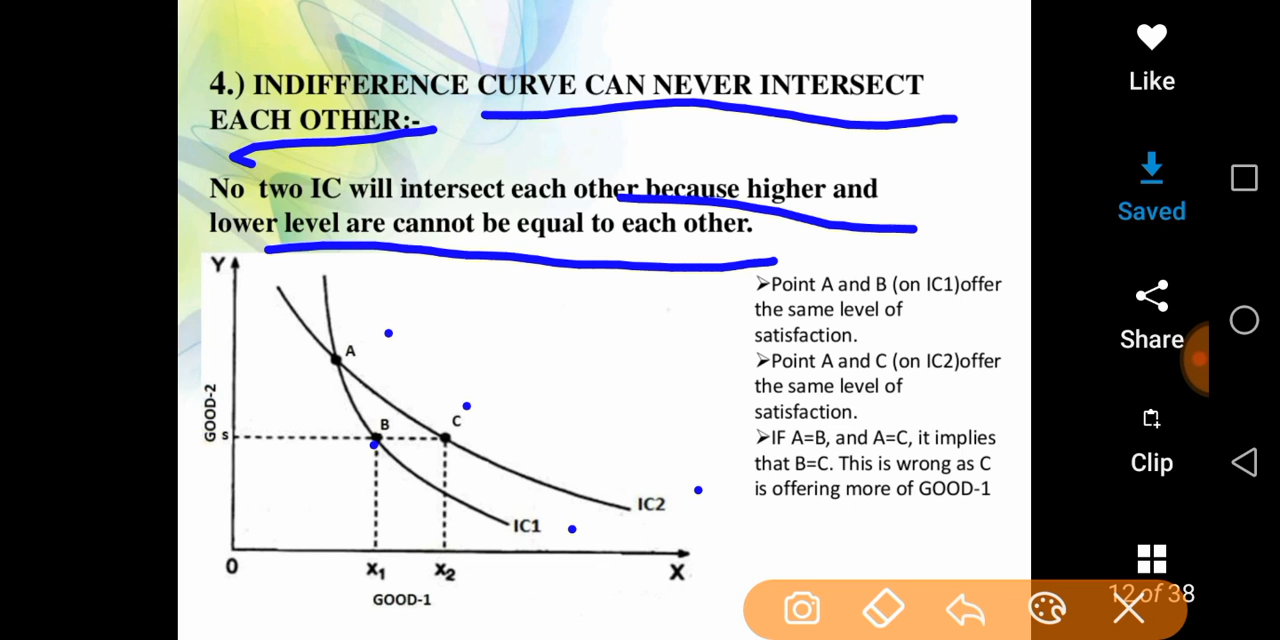 4.) INDIFFERENCE CURVE CAN NEVER INTERSECT
EACH OTHER:-
No two IC will intersect each other because higher and
lower level are cannot be equal to each other.
Y
GOOD-2
A
B
C
S
IC2
IC1
0
X1
X2
X
GOOD-1
➢Point A and B (on IC1)offer
the same level of
satisfaction.
➢Point A and C (on IC2)offer
the same level of
satisfaction.
➢IF A=B, and A=C, it implies
that B=C. This is wrong as C
is offering more of GOOD-1
Like
Saved
Share
Clip
12 of 38